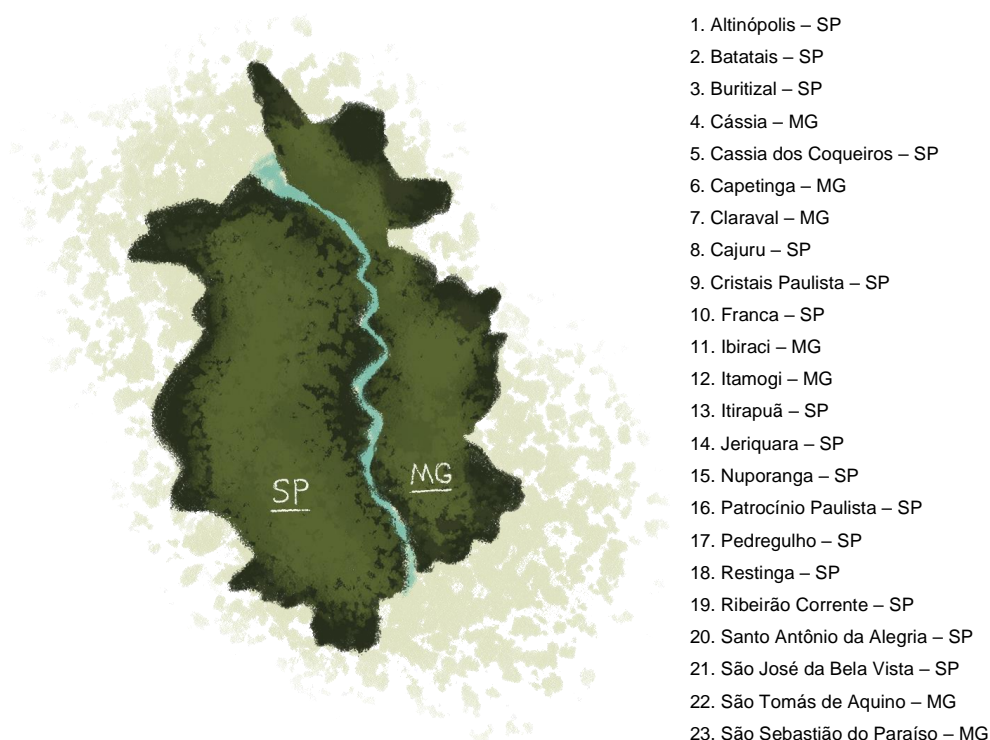 SP
MG
1. Altinópolis – SP
2. Batatais – SP
3. Buritizal – SP
4. Cássia – MG
5. Cassia dos Coqueiros – SP
6. Capetinga – MG
7. Claraval – MG
8. Cajuru – SP
9. Cristais Paulista – SP
10. Franca – SP
11. Ibiraci – MG
12. Itamogi – MG
13. Itirapuã – SP
14. Jeriquara – SP
15. Nuporanga – SP
16. Patrocínio Paulista – SP
17. Pedregulho – SP
18. Restinga – SP
19. Ribeirão Corrente – SP
20. Santo Antônio da Alegria – SP
21. São José da Bela Vista – SP
22. São Tomás de Aquino – MG
23. São Sebastião do Paraíso – MG